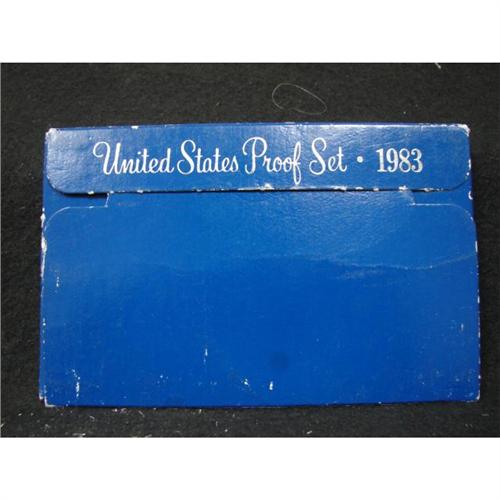 United States Proof Set · 1983